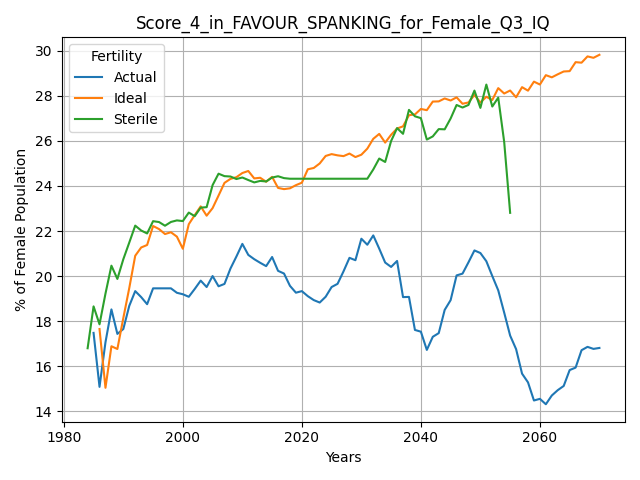 Score_4_in_FAVOUR_SPANKING_for_Female_Q3_IQ
Fertility
Actual
Ideal
Sterile
% of Female Population
30
28
26
24
22
20
18
16
14
1980
2000
2020
2040
2060
Years